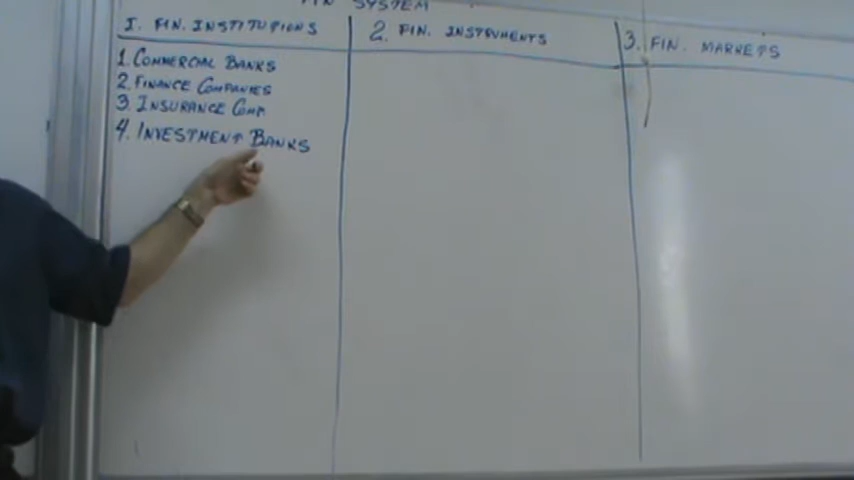 FIN SYSTEM
1. FIN. INSTITUTIONS
2. FIN. INSTRUMENTS
3. FIN. MARKETS
1. COMMERCIAL BANKS
2. FINANCE COMPANIES
3. INSURANCE COMP.
4. INVESTMENT BANKS